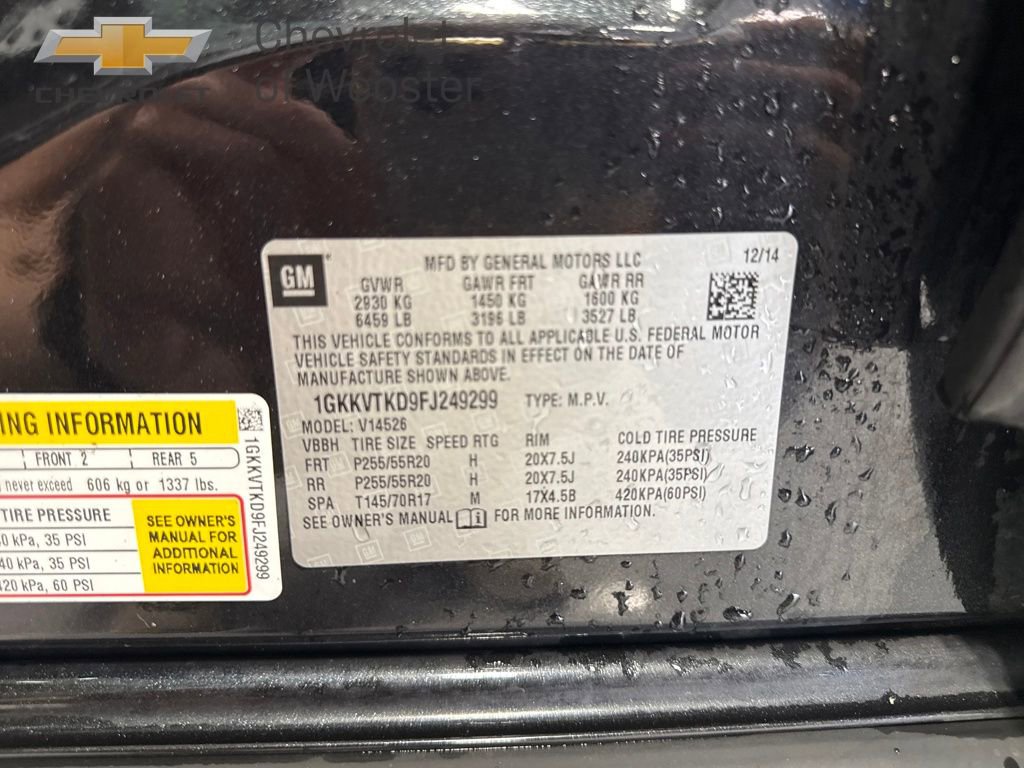 CHEVROLET
Chevrolet
of Webster
GM
MFD BY GENERAL MOTORS LLC
12/14
GVWR GAWR FRT GAWR RR
2930 KG 1450 KG 1600 KG
6459 LB 3196 LB 3527 LB
THIS VEHICLE CONFORMS TO ALL APPLICABLE U.S. FEDERAL MOTOR
VEHICLE SAFETY STANDARDS IN EFFECT ON THE DATE OF
MANUFACTURE SHOWN ABOVE.
1GKKVTKD9FJ249299 TYPE: M.P.V.
MODEL: V14526
VBBH TIRE SIZE SPEED RTG RIM COLD TIRE PRESSURE
FRT P255/55R20 H 20X7.5J 240KPA(35PSI)
RR P255/55R20 H 20X7.5J 240KPA(35PSI)
SPA T145/70R17 M 17X4.5B 420KPA(60PSI)
SEE OWNER'S MANUAL FOR MORE INFORMATION.
GM
NG INFORMATION
FRONT 2 REAR 5
never exceed 606 kg or 1337 lbs.
TIRE PRESSURE
0 kPa, 35 PSI
40 kPa, 35 PSI
420 kPa, 60 PSI
SEE OWNER'S
MANUAL FOR
ADDITIONAL
INFORMATION
1GKKVTKD9FJ249299